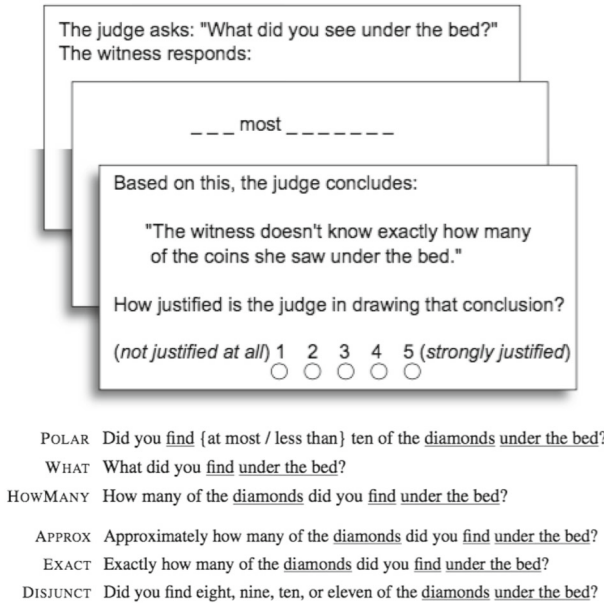 The judge asks: "What did you see under the bed?"
The witness responds:
_ _ _ most _ _ _ _ _ _ _
Based on this, the judge concludes:
"The witness doesn't know exactly how many
of the coins she saw under the bed."
How justified is the judge in drawing that conclusion?
(not justified at all) 1 2 3 4 5 (strongly justified)
POLAR Did you find {at most / less than} ten of the diamonds under the bed?
WHAT What did you find under the bed?
HOWMANY How many of the diamonds did you find under the bed?
APPROX Approximately how many of the diamonds did you find under the bed?
EXACT Exactly how many of the diamonds did you find under the bed?
DISJUNCT Did you find eight, nine, ten, or eleven of the diamonds under the bed?